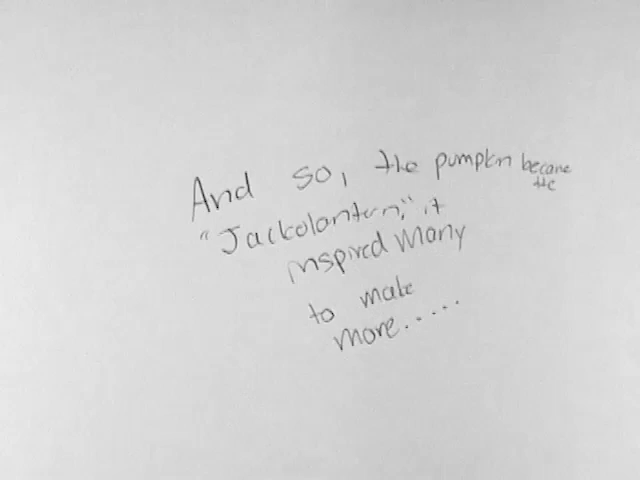 And so, the pumpkin became
the
"Jackolantern," it
inspired many
to make
more.....